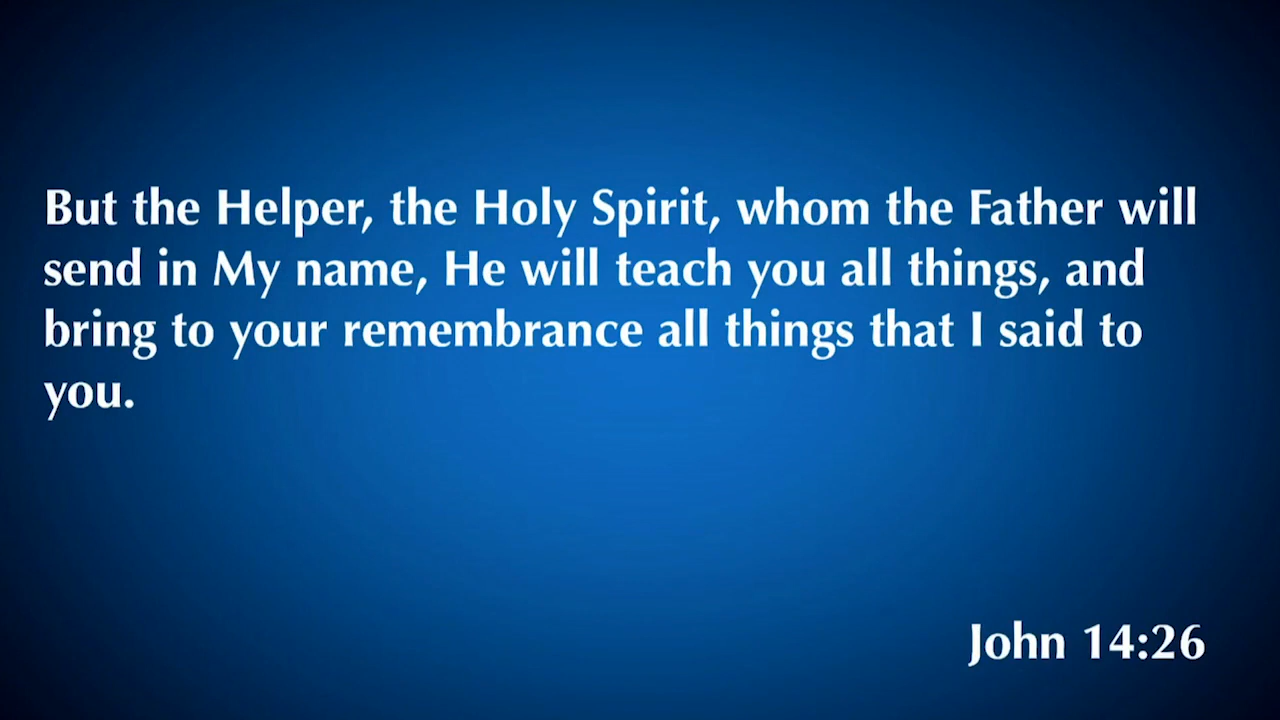 But the Helper, the Holy Spirit, whom the Father will
send in My name, He will teach you all things, and
bring to your remembrance all things that I said to
you.
John 14:26